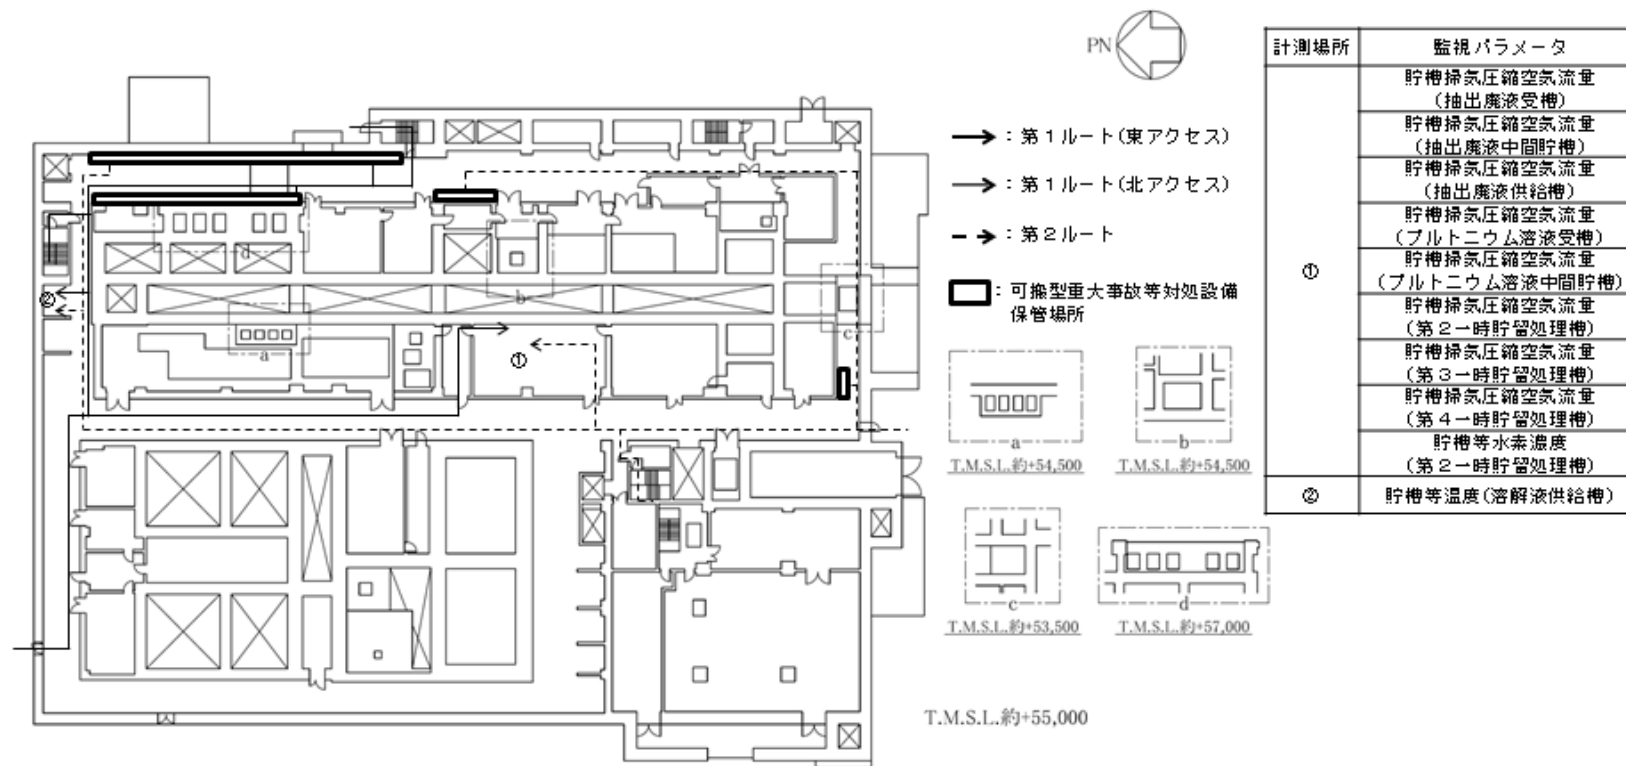 PN
計測場所 監視パラメータ
① 貯槽掃気圧縮空気流量
(抽出廃液受槽)
貯槽掃気圧縮空気流量
(抽出廃液中間貯槽)
貯槽掃気圧縮空気流量
(抽出廃液供給槽)
貯槽掃気圧縮空気流量
(プルトニウム溶液受槽)
貯槽掃気圧縮空気流量
(プルトニウム溶液中間貯槽)
貯槽掃気圧縮空気流量
(第2一時貯留処理槽)
貯槽掃気圧縮空気流量
(第3一時貯留処理槽)
貯槽掃気圧縮空気流量
(第4一時貯留処理槽)
貯槽等水素濃度
(第2一時貯留処理槽)
② 貯槽等温度(溶解液供給槽)
:第1ルート(東アクセス)
:第1ルート(北アクセス)
:第2ルート
:可搬型重大事故等対処設備
保管場所
d
b
②
a
c
①
a
T.M.S.L.約+54,500
b
T.M.S.L.約+54,500
c
T.M.S.L.約+53,500
d
T.M.S.L.約+57,000
T.M.S.L.約+55,000